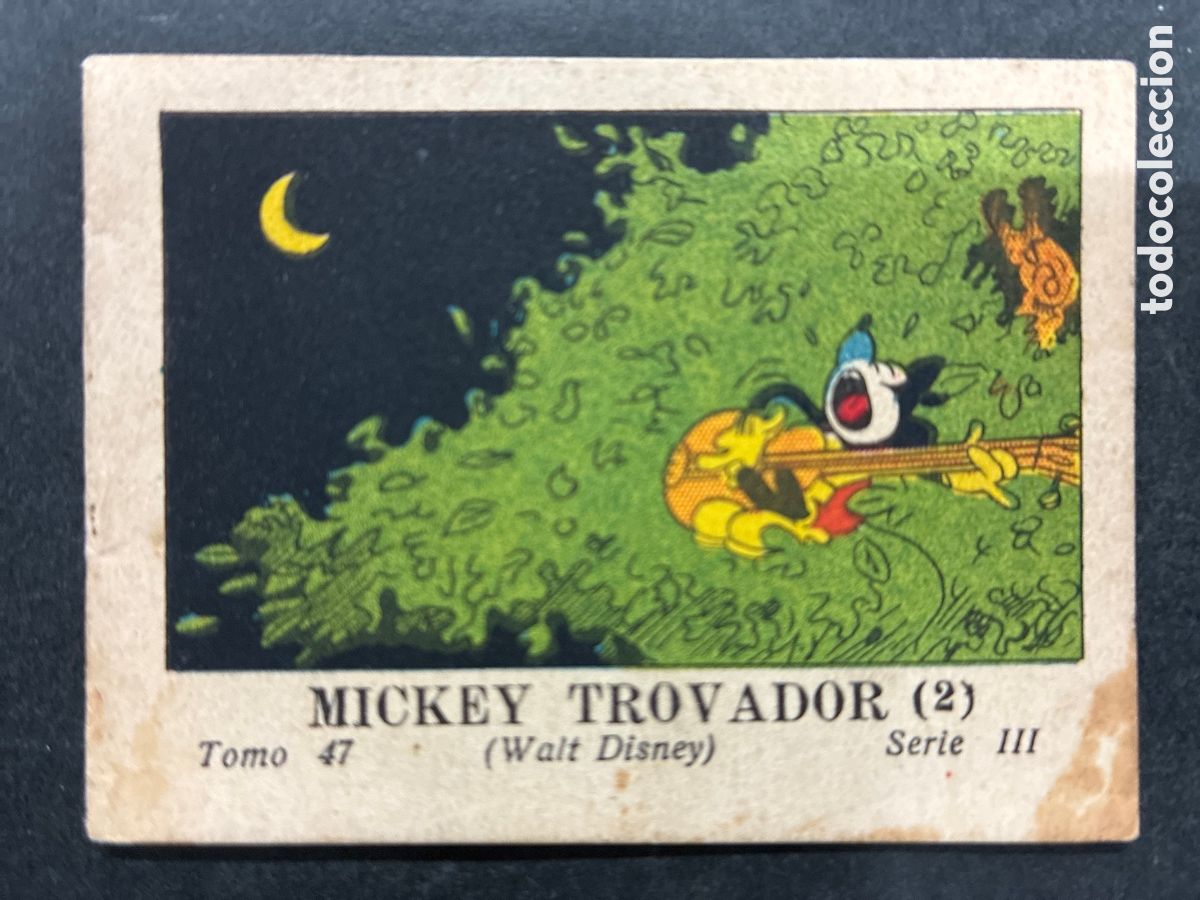 MICKEY TROVADOR (2)
Tomo 47 (Walt Disney) Serie III
todocoleccion